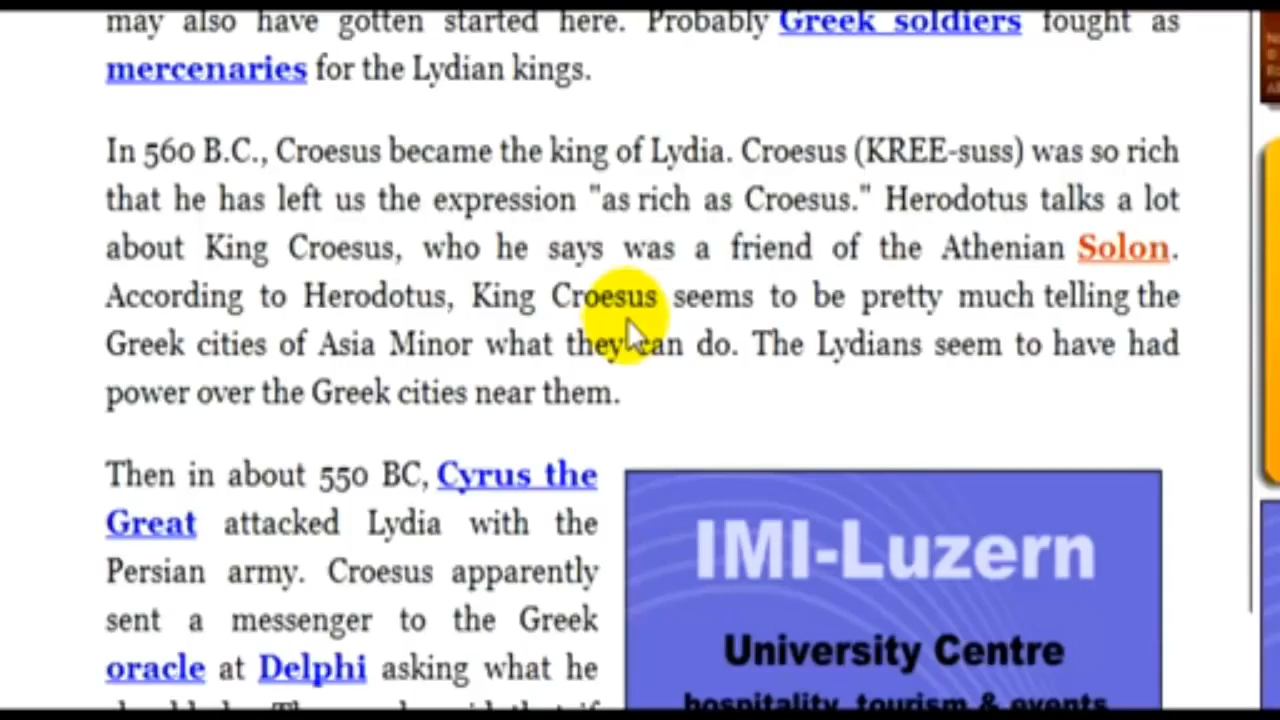 may also have gotten started here. Probably Greek soldiers fought as
mercenaries for the Lydian kings.
In 560 B.C., Croesus became the king of Lydia. Croesus (KREE-suss) was so rich
that he has left us the expression "as rich as Croesus." Herodotus talks a lot
about King Croesus, who he says was a friend of the Athenian Solon.
According to Herodotus, King Croesus seems to be pretty much telling the
Greek cities of Asia Minor what they can do. The Lydians seem to have had
power over the Greek cities near them.
Then in about 550 BC, Cyrus the
Great attacked Lydia with the
Persian army. Croesus apparently
sent a messenger to the Greek
oracle at Delphi asking what he
IMI-Luzern
University Centre
hospitality, tourism & events